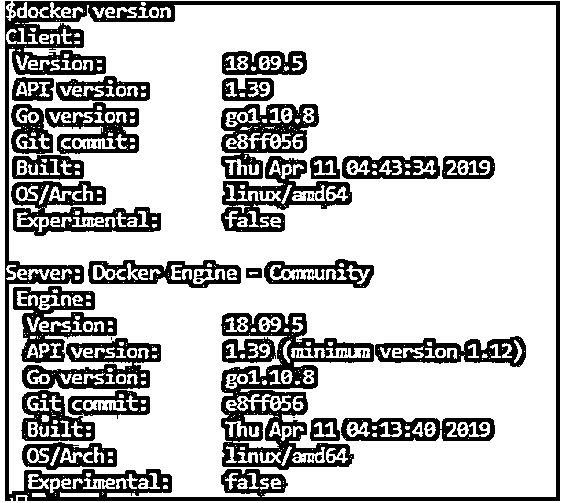 $docker version
Client:
Version: 18.09.5
API version: 1.39
Go version: go1.10.8
Git commit: e8ff056
Built: Thu Apr 11 04:43:34 2019
OS/Arch: linux/amd64
Experimental: false
Server: Docker Engine - Community
Engine:
Version: 18.09.5
API version: 1.39 (minimum version 1.12)
Go version: go1.10.8
Git commit: e8ff056
Built: Thu Apr 11 04:13:40 2019
OS/Arch: linux/amd64
Experimental: false